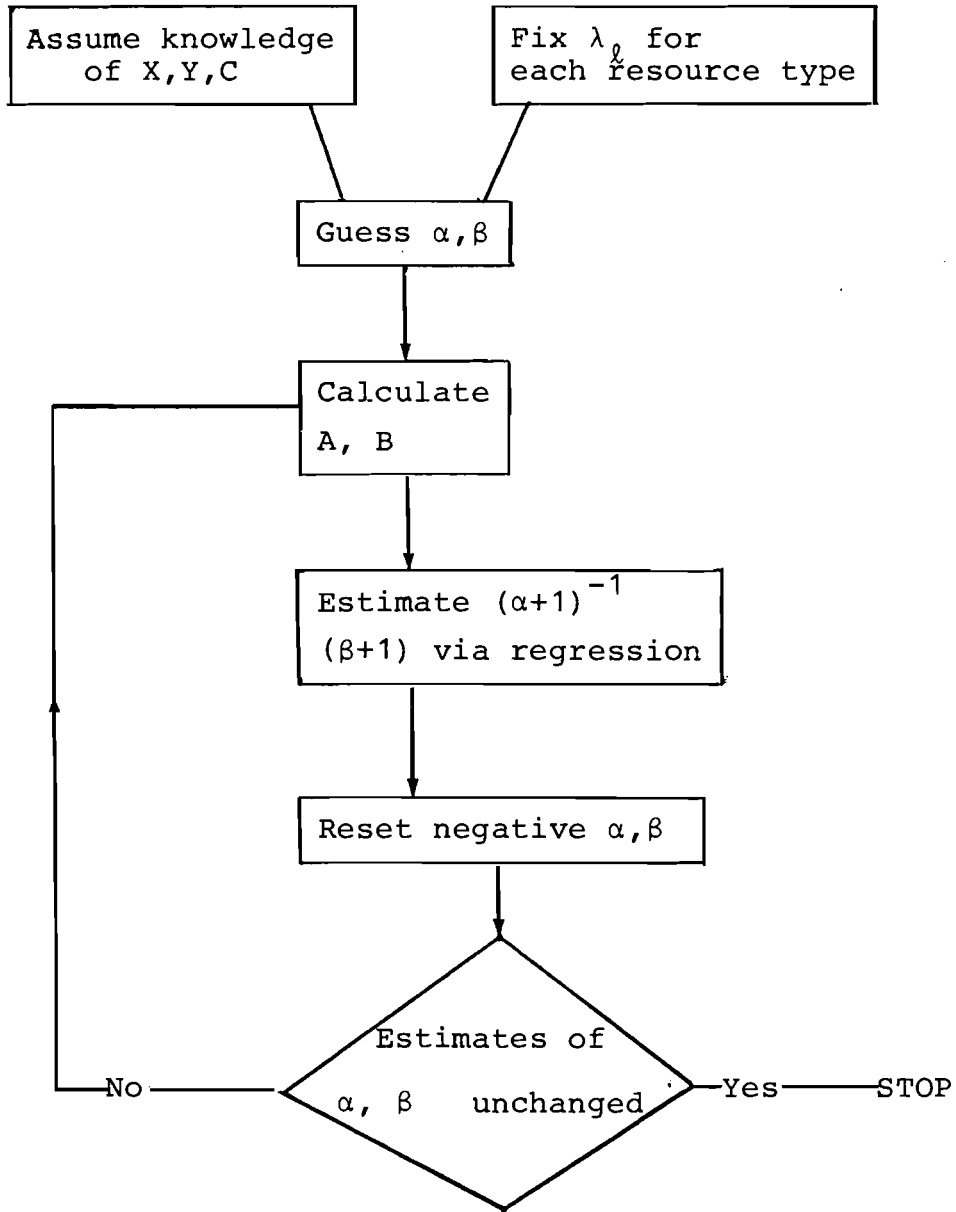 Assume knowledge
of X,Y,C
Fix λℓ for
each resource type
Guess α,β
Calculate
A, B
Estimate (α+1)⁻¹
(β+1) via regression
Reset negative α,β
Estimates of
α, β unchanged
No
Yes
STOP